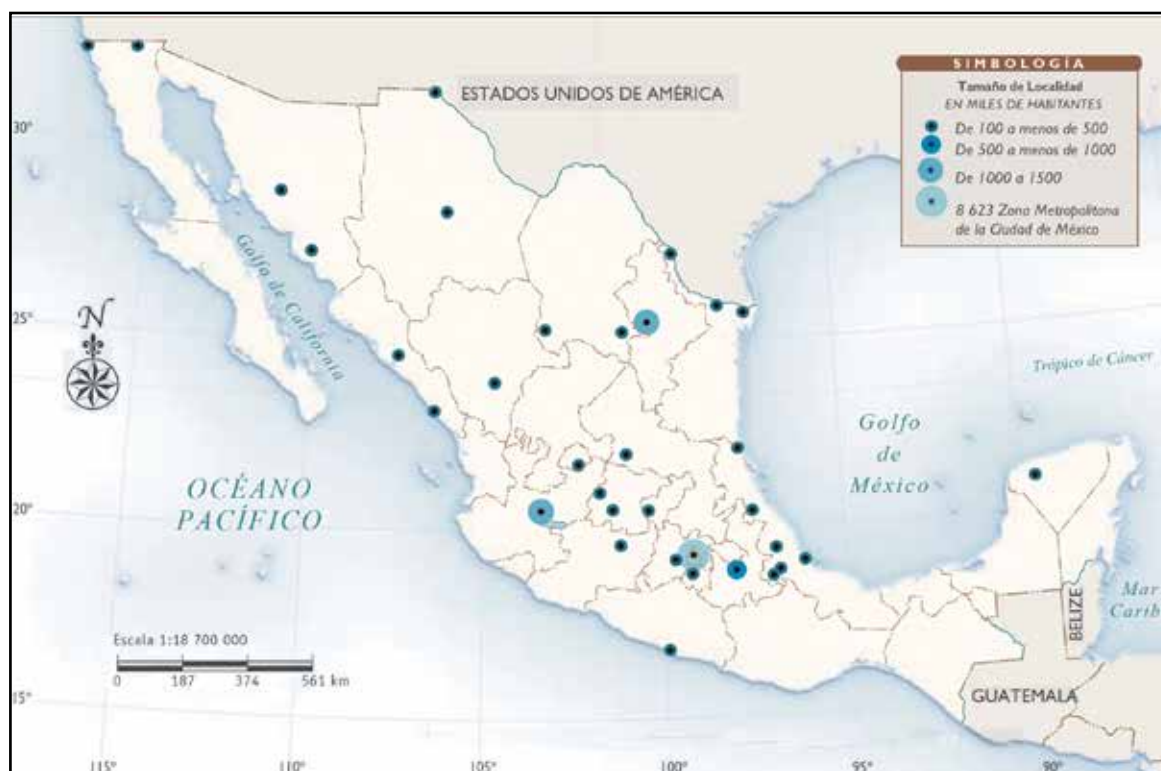 ESTADOS UNIDOS DE AMÉRICA
SIMBOLOGÍA
Tamaño de Localidad
EN MILES DE HABITANTES
De 100 a menos de 500
De 500 a menos de 1000
De 1000 a 1500
8 623 Zona Metropolitana
de la Ciudad de México
30°
25°
20°
15°
N
Golfo de California
Trópico de Cáncer
Golfo
de
México
OCÉANO
PACÍFICO
Mar
Carib
BELIZE
GUATEMALA
Escala 1:18 700 000
0 187 374 561 km
115° 110° 105° 100° 95° 90°